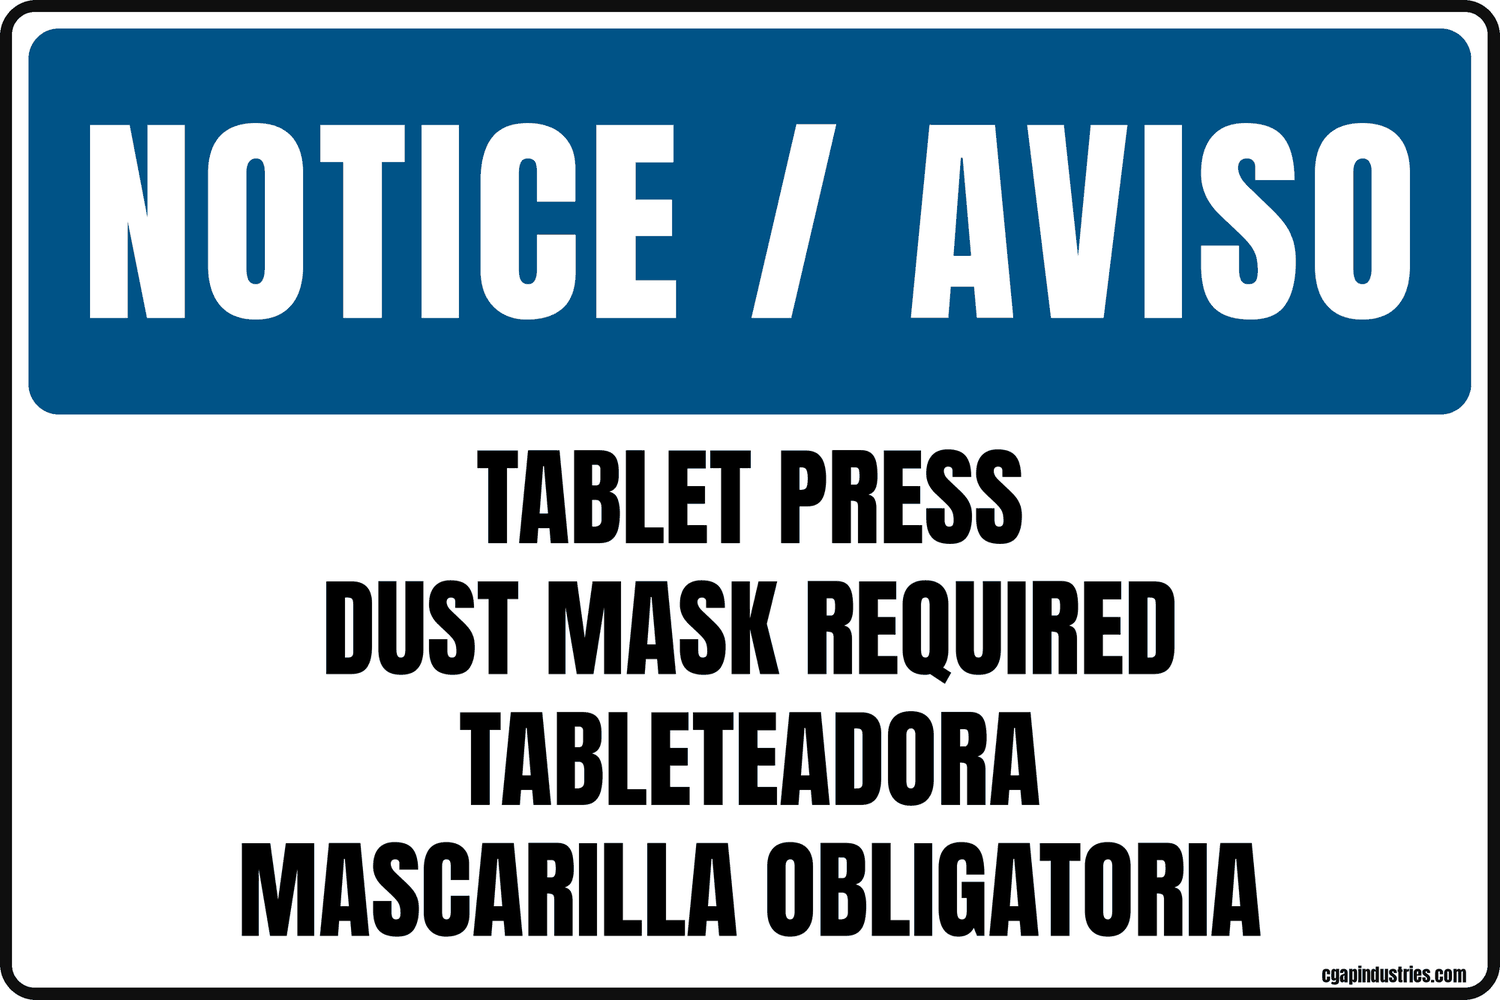 NOTICE / AVISO
TABLET PRESS
DUST MASK REQUIRED
TABLETEADORA
MASCARILLA OBLIGATORIA
cgapindustries.com